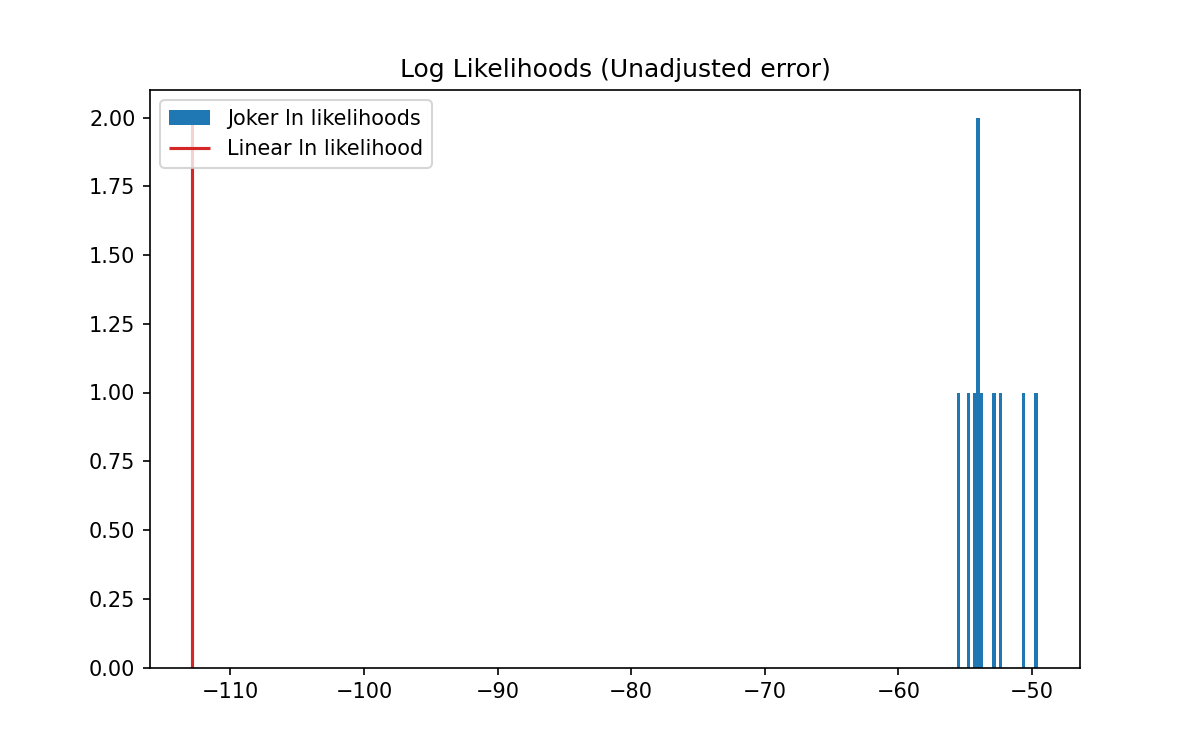 Log Likelihoods (Unadjusted error)
Joker ln likelihoods
Linear ln likelihood
2.00
1.75
1.50
1.25
1.00
0.75
0.50
0.25
0.00
−110 −100 −90 −80 −70 −60 −50